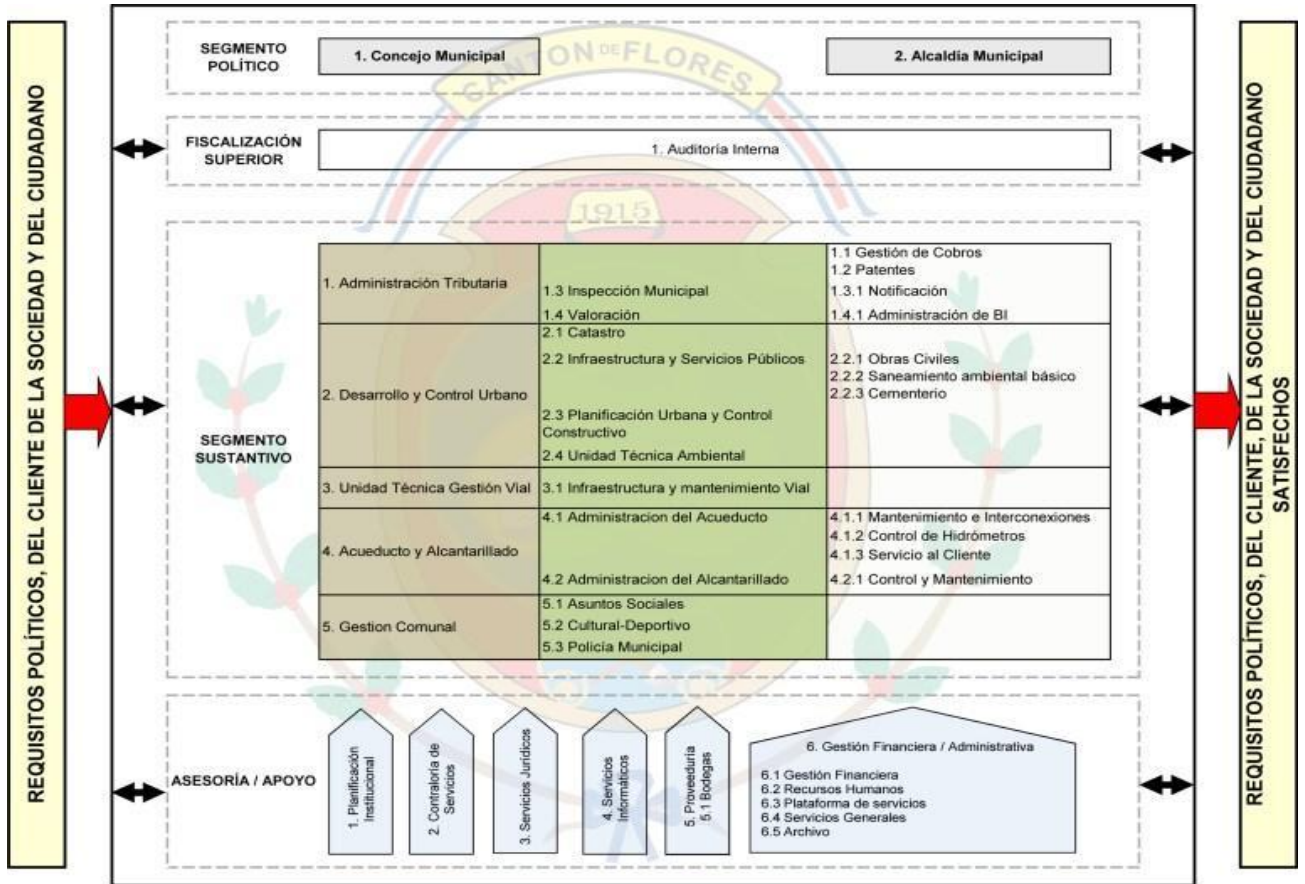 REQUISITOS POLÍTICOS, DEL CLIENTE DE LA SOCIEDAD Y DEL CIUDADANO
SEGMENTO
POLÍTICO
1. Concejo Municipal
2. Alcaldía Municipal
CANTON DE FLORES
FISCALIZACIÓN
SUPERIOR
1. Auditoría Interna
1915
SEGMENTO
SUSTANTIVO
1. Administración Tributaria
1.3 Inspección Municipal
1.4 Valoración
1.1 Gestión de Cobros
1.2 Patentes
1.3.1 Notificación
1.4.1 Administración de BI
2. Desarrollo y Control Urbano
2.1 Catastro
2.2 Infraestructura y Servicios Públicos
2.3 Planificación Urbana y Control
Constructivo
2.4 Unidad Técnica Ambiental
2.2.1 Obras Civiles
2.2.2 Saneamiento ambiental básico
2.2.3 Cementerio
3. Unidad Técnica Gestión Vial
3.1 Infraestructura y mantenimiento Vial
4. Acueducto y Alcantarillado
4.1 Administracion del Acueducto
4.2 Administracion del Alcantarillado
4.1.1 Mantenimiento e Interconexiones
4.1.2 Control de Hidrómetros
4.1.3 Servicio al Cliente
4.2.1 Control y Mantenimiento
5. Gestion Comunal
5.1 Asuntos Sociales
5.2 Cultural-Deportivo
5.3 Policía Municipal
ASESORÍA / APOYO
1. Planificación
Institucional
2. Contraloría de
Servicios
3. Servicios Jurídicos
4. Servicios
Informáticos
5. Proveeduría
5.1 Bodegas
6. Gestión Financiera / Administrativa
6.1 Gestión Financiera
6.2 Recursos Humanos
6.3 Plataforma de servicios
6.4 Servicios Generales
6.5 Archivo
REQUISITOS POLÍTICOS, DEL CLIENTE, DE LA SOCIEDAD Y DEL CIUDADANO
SATISFECHOS